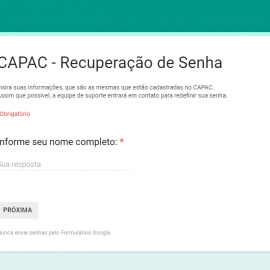 CAPAC - Recuperação de Senha
nsira suas informações, que são as mesmas que estão cadastradas no CAPAC.
Assim que possível, a equipe de suporte entrará em contato para redefinir sua senha.
Obrigatório
nforme seu nome completo: *
Sua resposta
PRÓXIMA
Nunca envie senhas pelo Formulários Google.